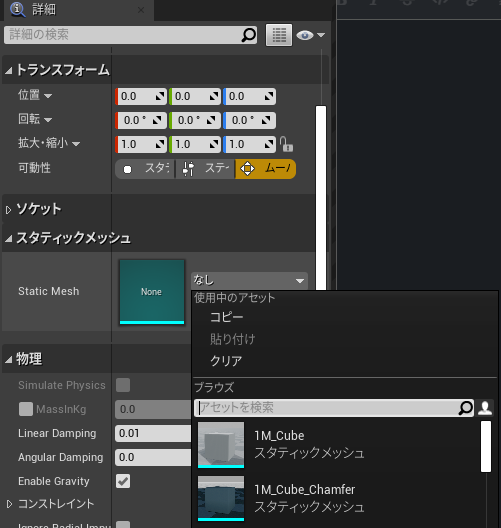 詳細
詳細の検索
トランスフォーム
位置 0.0 0.0 0.0
回転 0.0 ° 0.0 ° 0.0 °
拡大・縮小 1.0 1.0 1.0
可動性 スタ ステ ムー
ソケット
スタティックメッシュ
Static Mesh None なし
使用中のアセット
コピー
貼り付け
クリア
物理
ブラウズ
Simulate Physics
アセットを検索
MassInKg 0.0
Linear Damping 0.01
1M_Cube
スタティックメッシュ
Angular Damping 0.0
Enable Gravity
1M_Cube_Chamfer
スタティックメッシュ
コンストレイント
Ignore Radial Impu